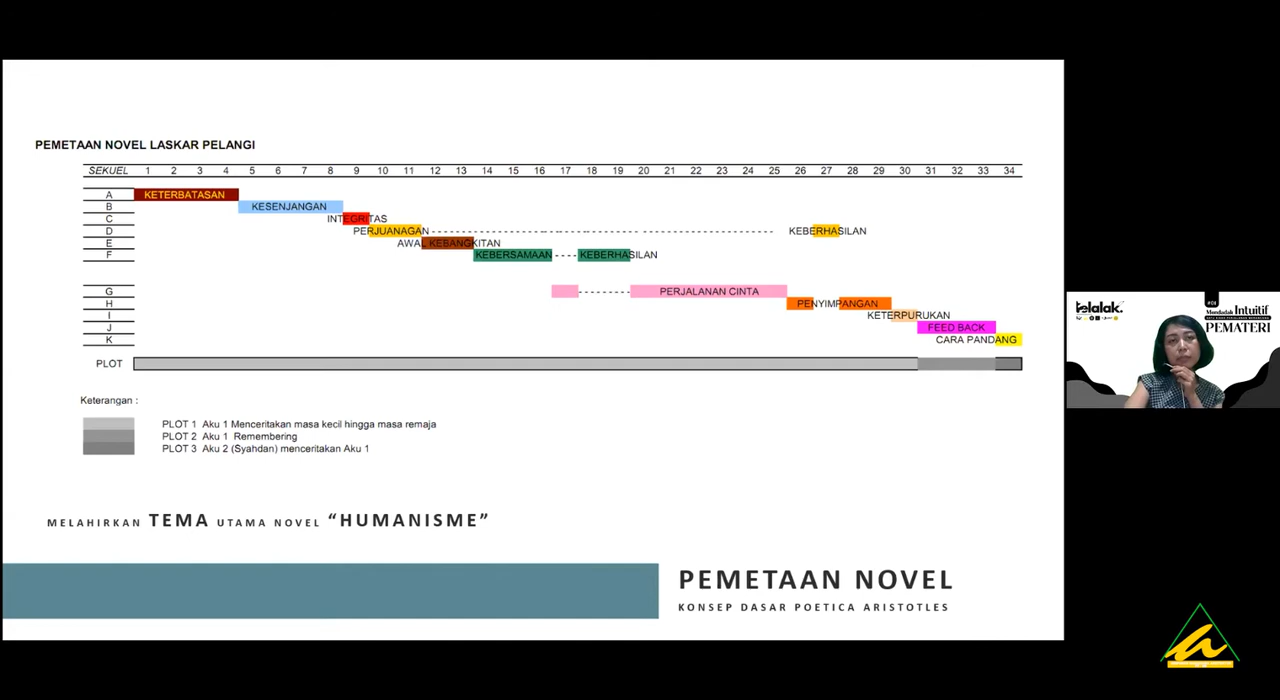 PEMETAAN NOVEL LASKAR PELANGI
SEKUEL 1 2 3 4 5 6 7 8 9 10 11 12 13 14 15 16 17 18 19 20 21 22 23 24 25 26 27 28 29 30 31 32 33 34
A KETERBATASAN
B KESENJANGAN
C INTEGRITAS
D PERJUANAGAN KEBERHASILAN
E AWAL KEBANGKITAN
F KEBERSAMAAN KEBERHASILAN
G PERJALANAN CINTA
H PENYIMPANGAN
I KETERPURUKAN
J FEED BACK
K CARA PANDANG
PLOT
Keterangan :
PLOT 1 Aku 1 Menceritakan masa kecil hingga masa remaja
PLOT 2 Aku 1 Remembering
PLOT 3 Aku 2 (Syahdan) menceritakan Aku 1
MELAHIRKAN TEMA UTAMA NOVEL “HUMANISME”
PEMETAAN NOVEL
KONSEP DASAR POETICA ARISTOTLES
telalak.
Mendadak Intuitif
PEMATERI